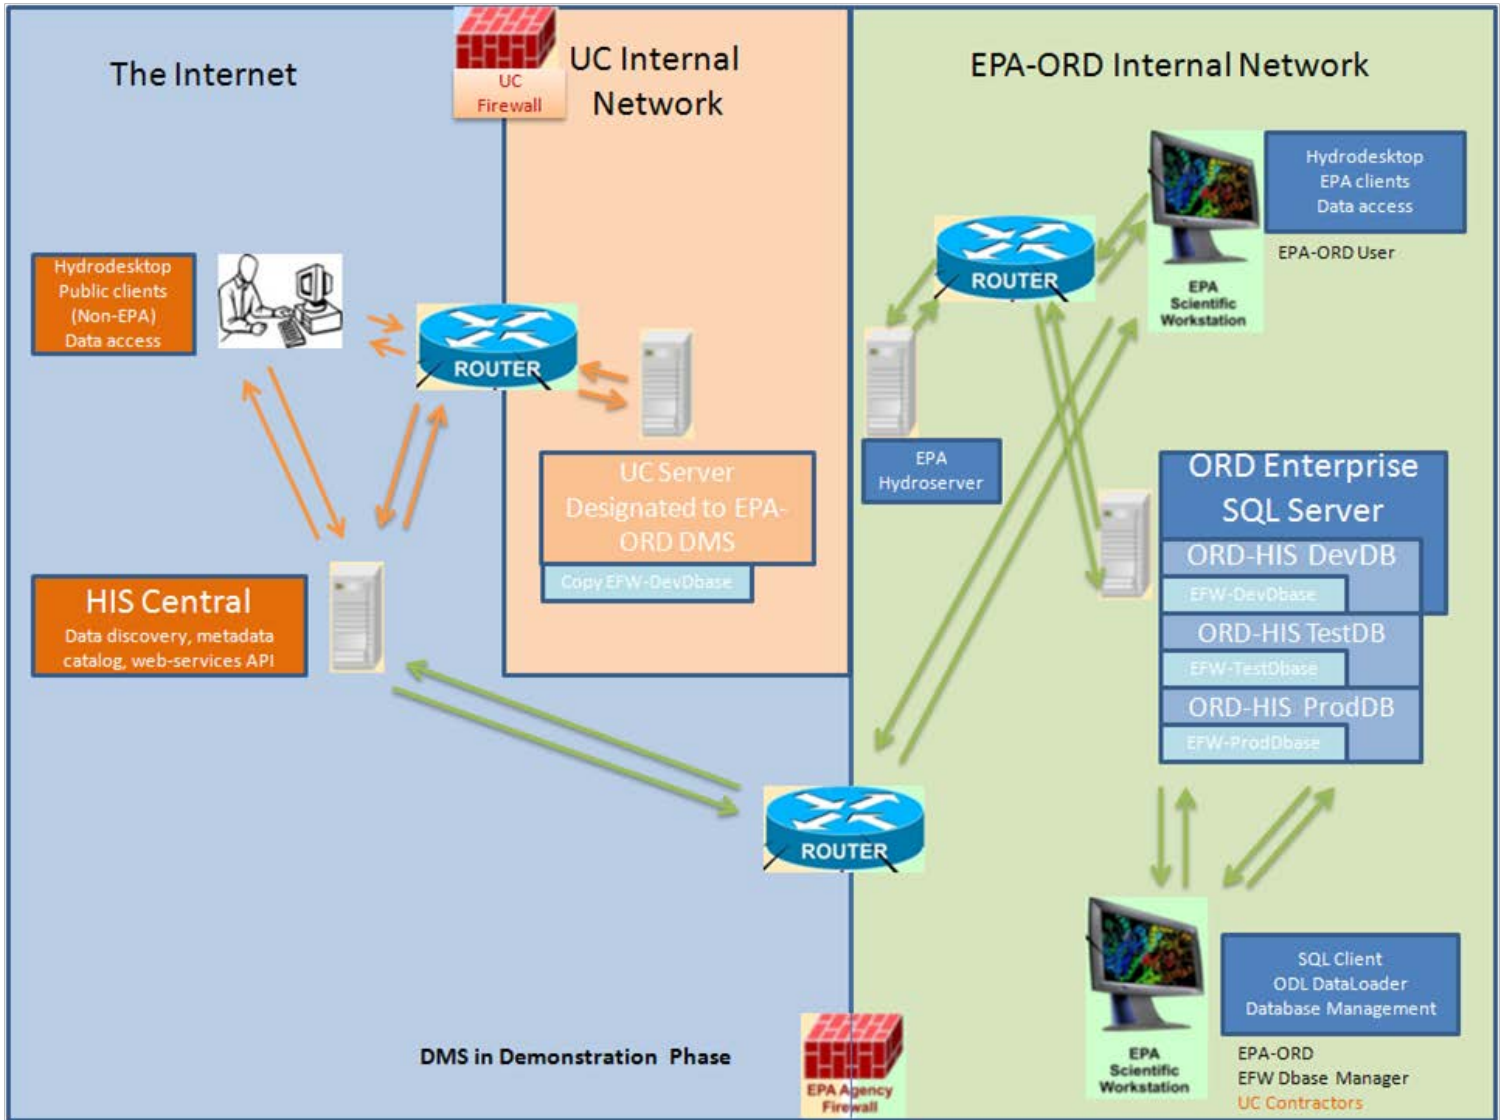 The Internet
UC
Firewall
UC Internal
Network
EPA-ORD Internal Network
Hydrodesktop
EPA clients
Data access
EPA-ORD User
EPA
Scientific
Workstation
ROUTER
Hydrodesktop
Public clients
(Non-EPA)
Data access
ROUTER
EPA
Hydroserver
UC Server
Designated to EPA-
ORD DMS
Copy EFW-DevDbase
ORD Enterprise
SQL Server
ORD-HIS DevDB
EFW-DevDbase
ORD-HIS TestDB
EFW-TestDbase
ORD-HIS ProdDB
EFW-ProdDbase
HIS Central
Data discovery, metadata
catalog, web-services API
ROUTER
SQL Client
ODL DataLoader
Database Management
EPA
Scientific
Workstation
EPA-ORD
EFW Dbase Manager
UC Contractors
DMS in Demonstration Phase
EPA Agency
Firewall